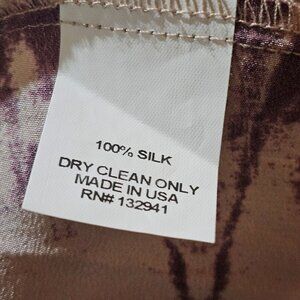 100% SILK
DRY CLEAN ONLY
MADE IN USA
RN# 132941